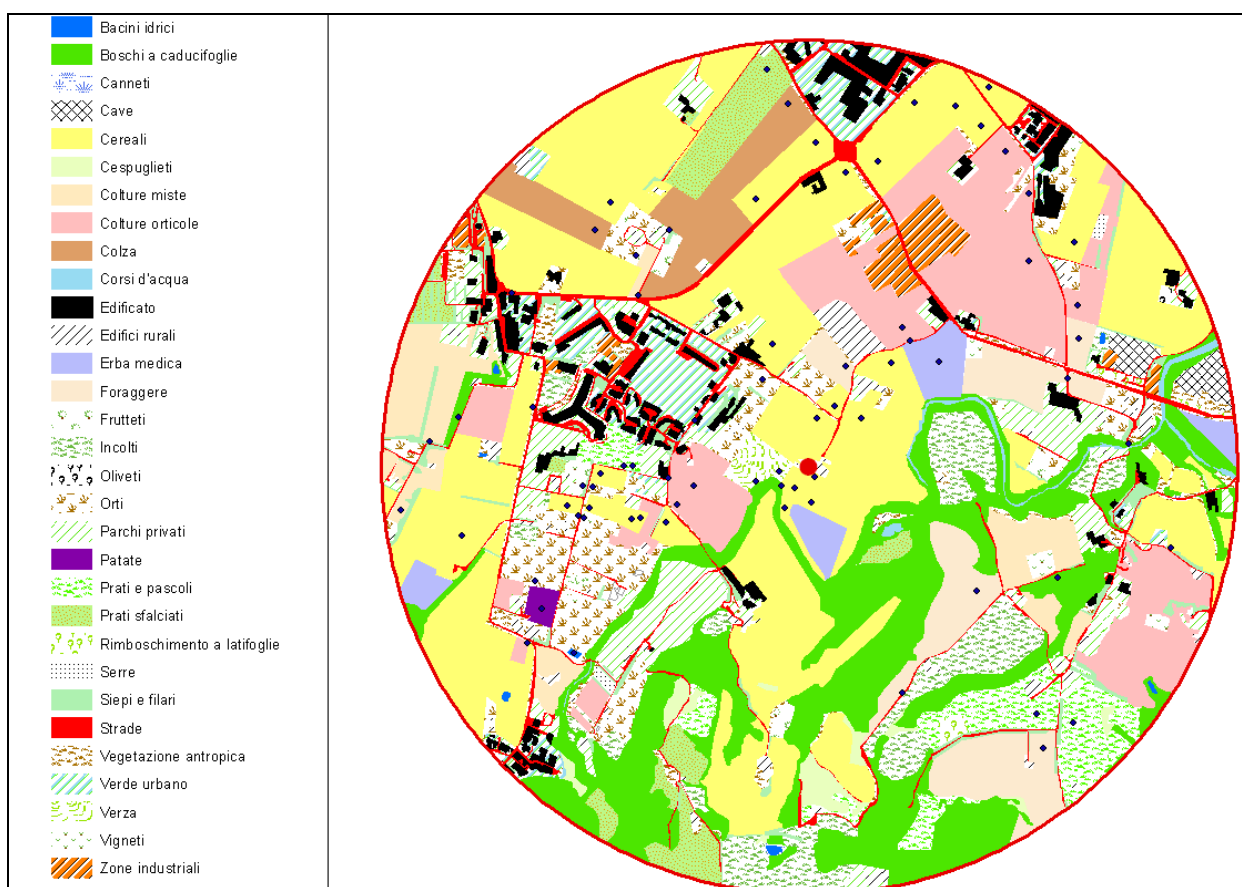 Bacini idrici
Boschi a caducifoglie
Canneti
Cave
Cereali
Cespuglieti
Colture miste
Colture orticole
Colza
Corsi d'acqua
Edificato
Edifici rurali
Erba medica
Foraggere
Frutteti
Incolti
Oliveti
Orti
Parchi privati
Patate
Prati e pascoli
Prati sfalciati
Rimboschimento a latifoglie
Serre
Siepi e filari
Strade
Vegetazione antropica
Verde urbano
Verza
Vigneti
Zone industriali